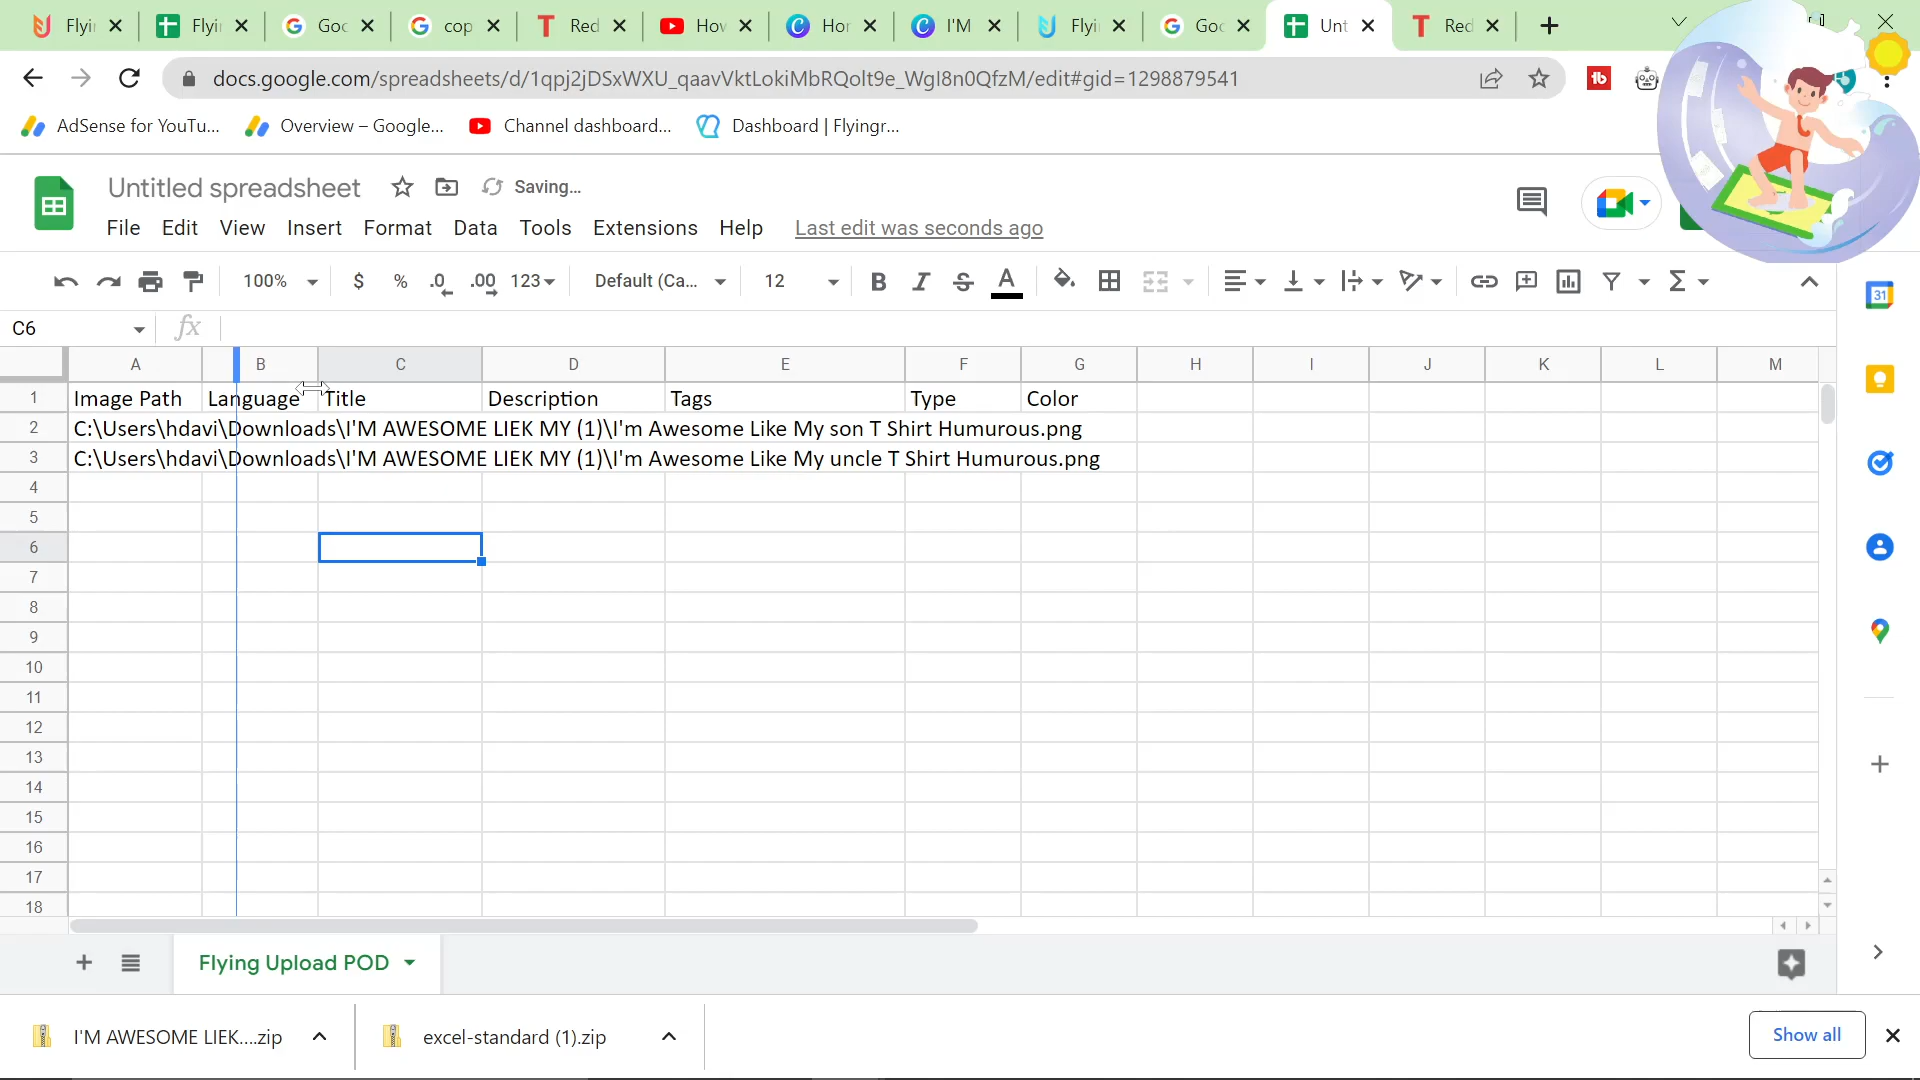 Flyi Flyi Goo cop Red Hov Hor I'M Flyi Goo Unt Red
docs.google.com/spreadsheets/d/1qpj2jDSxWXU_qaavVktLokiMbRQolt9e_WgI8n0QfzM/edit#gid=1298879541
AdSense for YouTu... Overview – Google... Channel dashboard... Dashboard | Flyingr...
Untitled spreadsheet Saving...
File Edit View Insert Format Data Tools Extensions Help Last edit was seconds ago
100% $ % .0 .00 123 Default (Ca... 12 B I S A
C6 fx
A B C D E F G H I J K L M
1 Image Path Language Title Description Tags Type Color
2 C:\Users\hdavi\Downloads\I'M AWESOME LIEK MY (1)\I'm Awesome Like My son T Shirt Humurous.png
3 C:\Users\hdavi\Downloads\I'M AWESOME LIEK MY (1)\I'm Awesome Like My uncle T Shirt Humurous.png
4
5
6
7
8
9
10
11
12
13
14
15
16
17
18
31
Flying Upload POD
I'M AWESOME LIEK....zip excel-standard (1).zip Show all